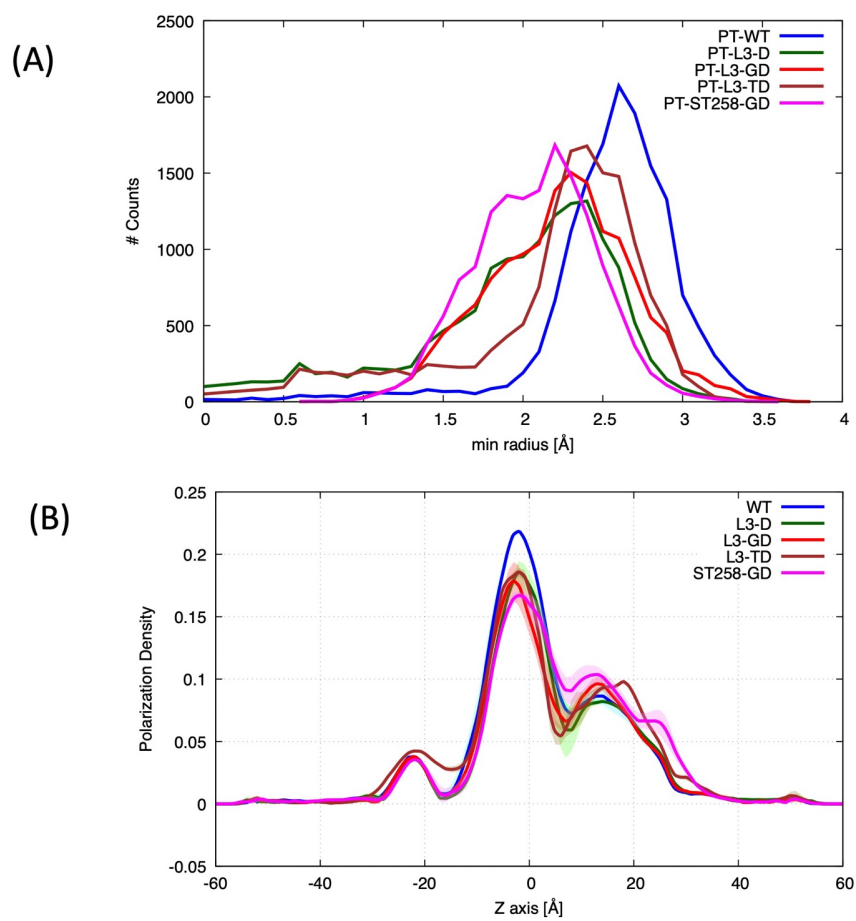 (A)
# Counts
2500
2000
1500
1000
500
0
PT-WT
PT-L3-D
PT-L3-GD
PT-L3-TD
PT-ST258-GD
0 0.5 1 1.5 2 2.5 3 3.5 4
min radius [Å]
(B)
Polarization Density
0.25
0.2
0.15
0.1
0.05
0
-0.05
WT
L3-D
L3-GD
L3-TD
ST258-GD
-60 -40 -20 0 20 40 60
Z axis [Å]